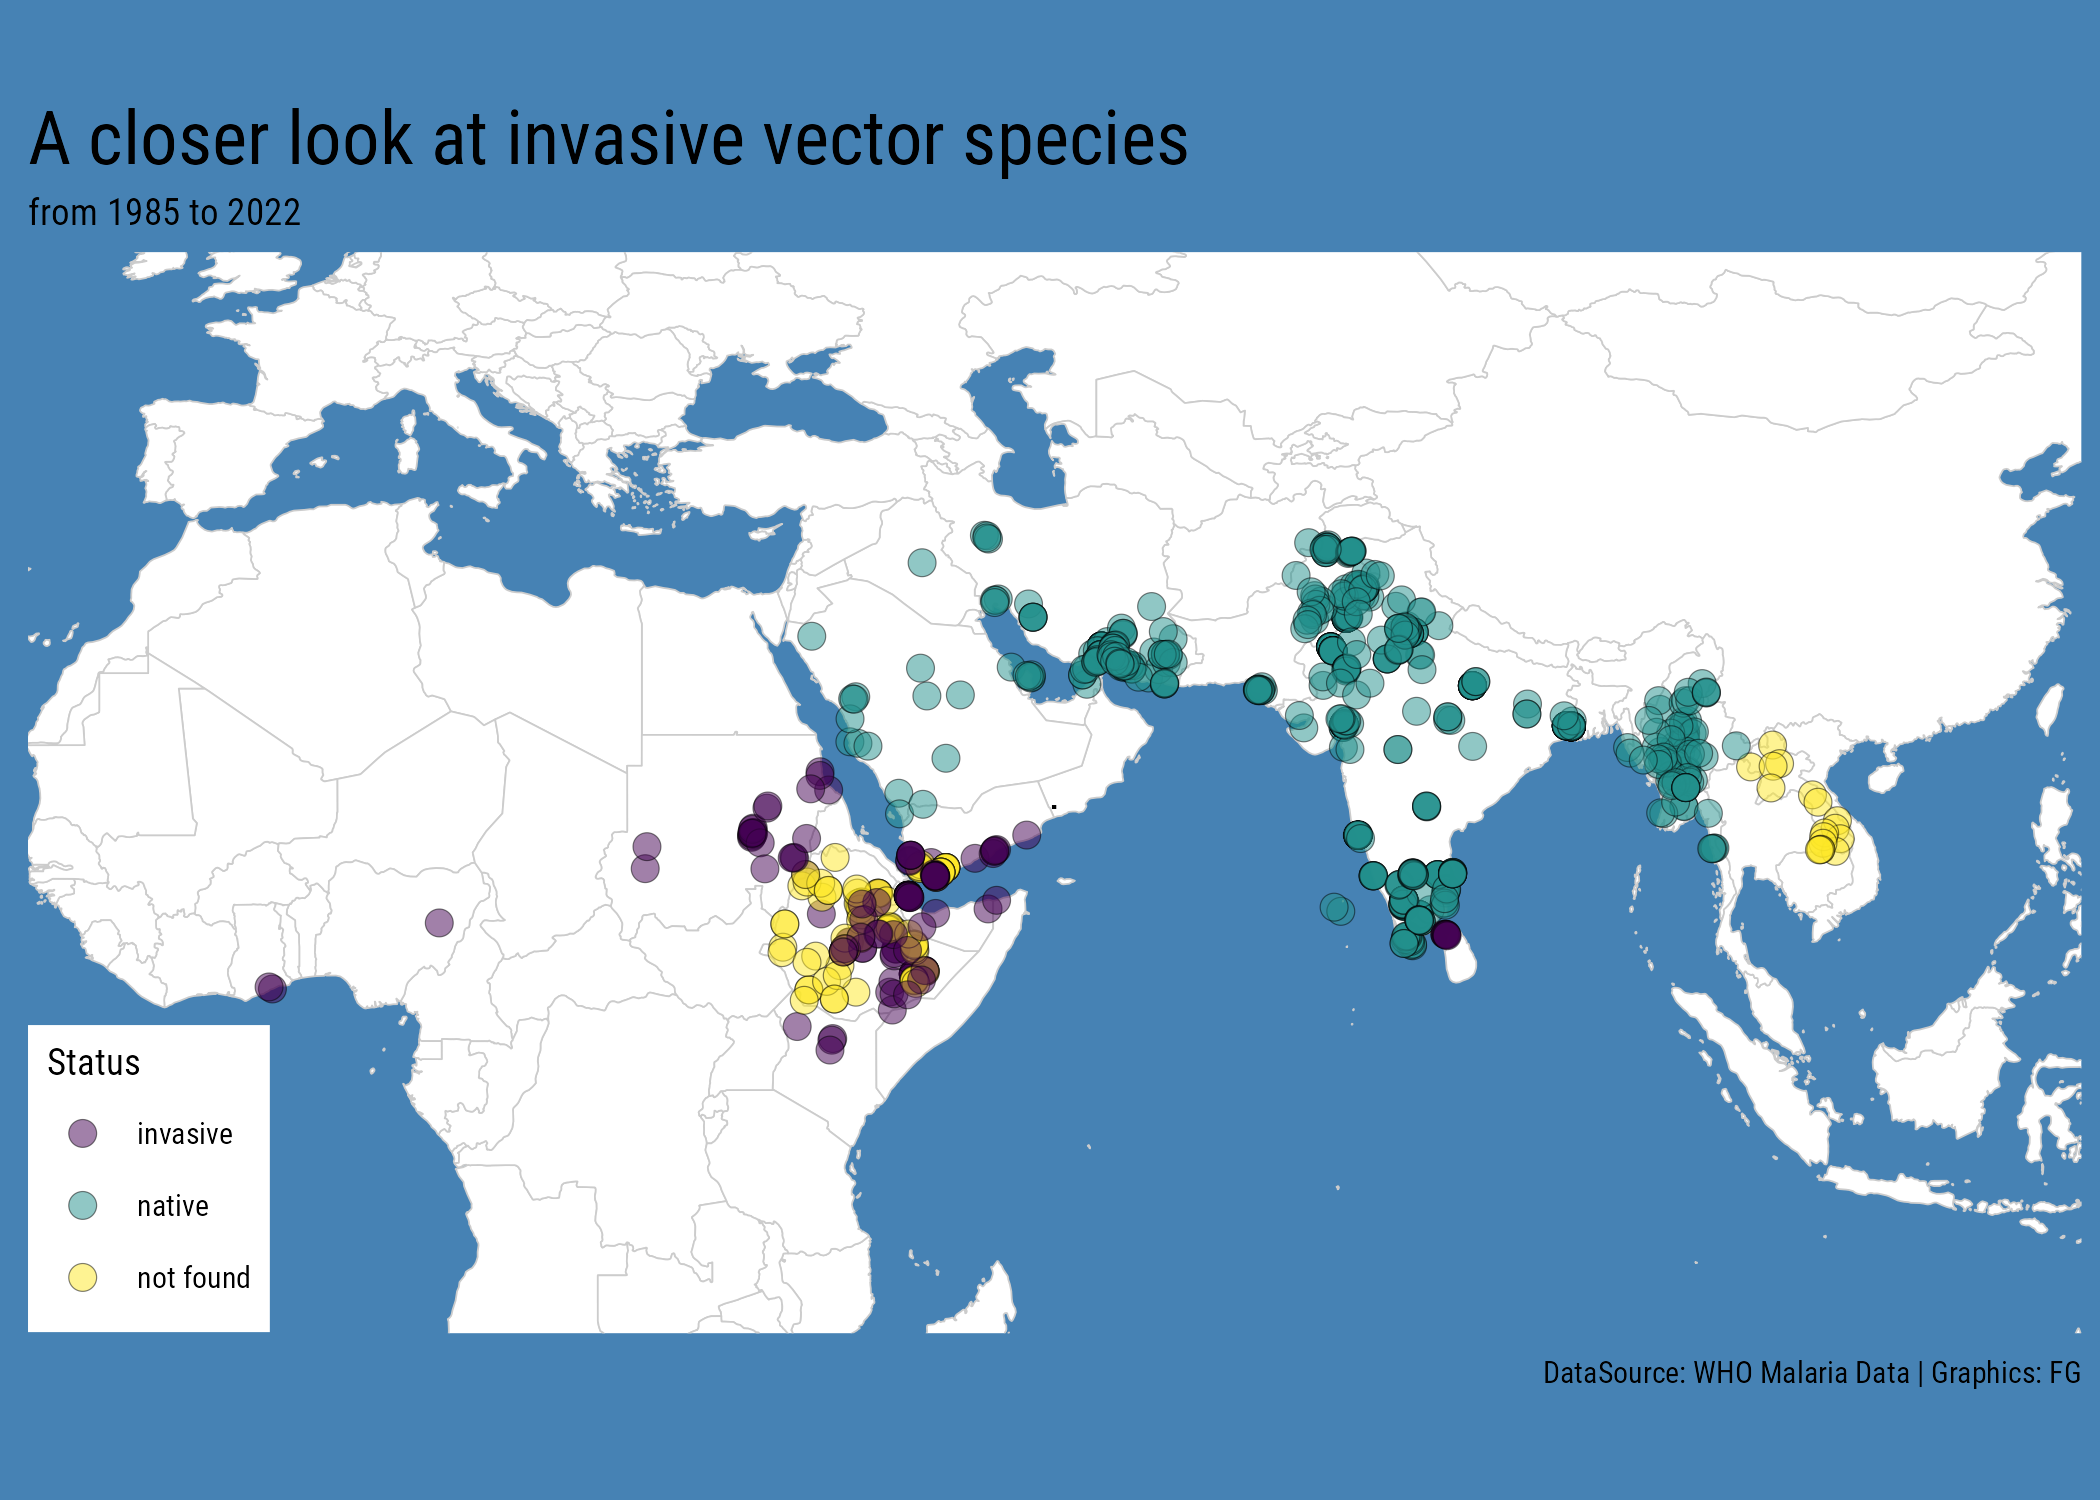 A closer look at invasive vector species
from 1985 to 2022
Status
invasive
native
not found
DataSource: WHO Malaria Data | Graphics: FG